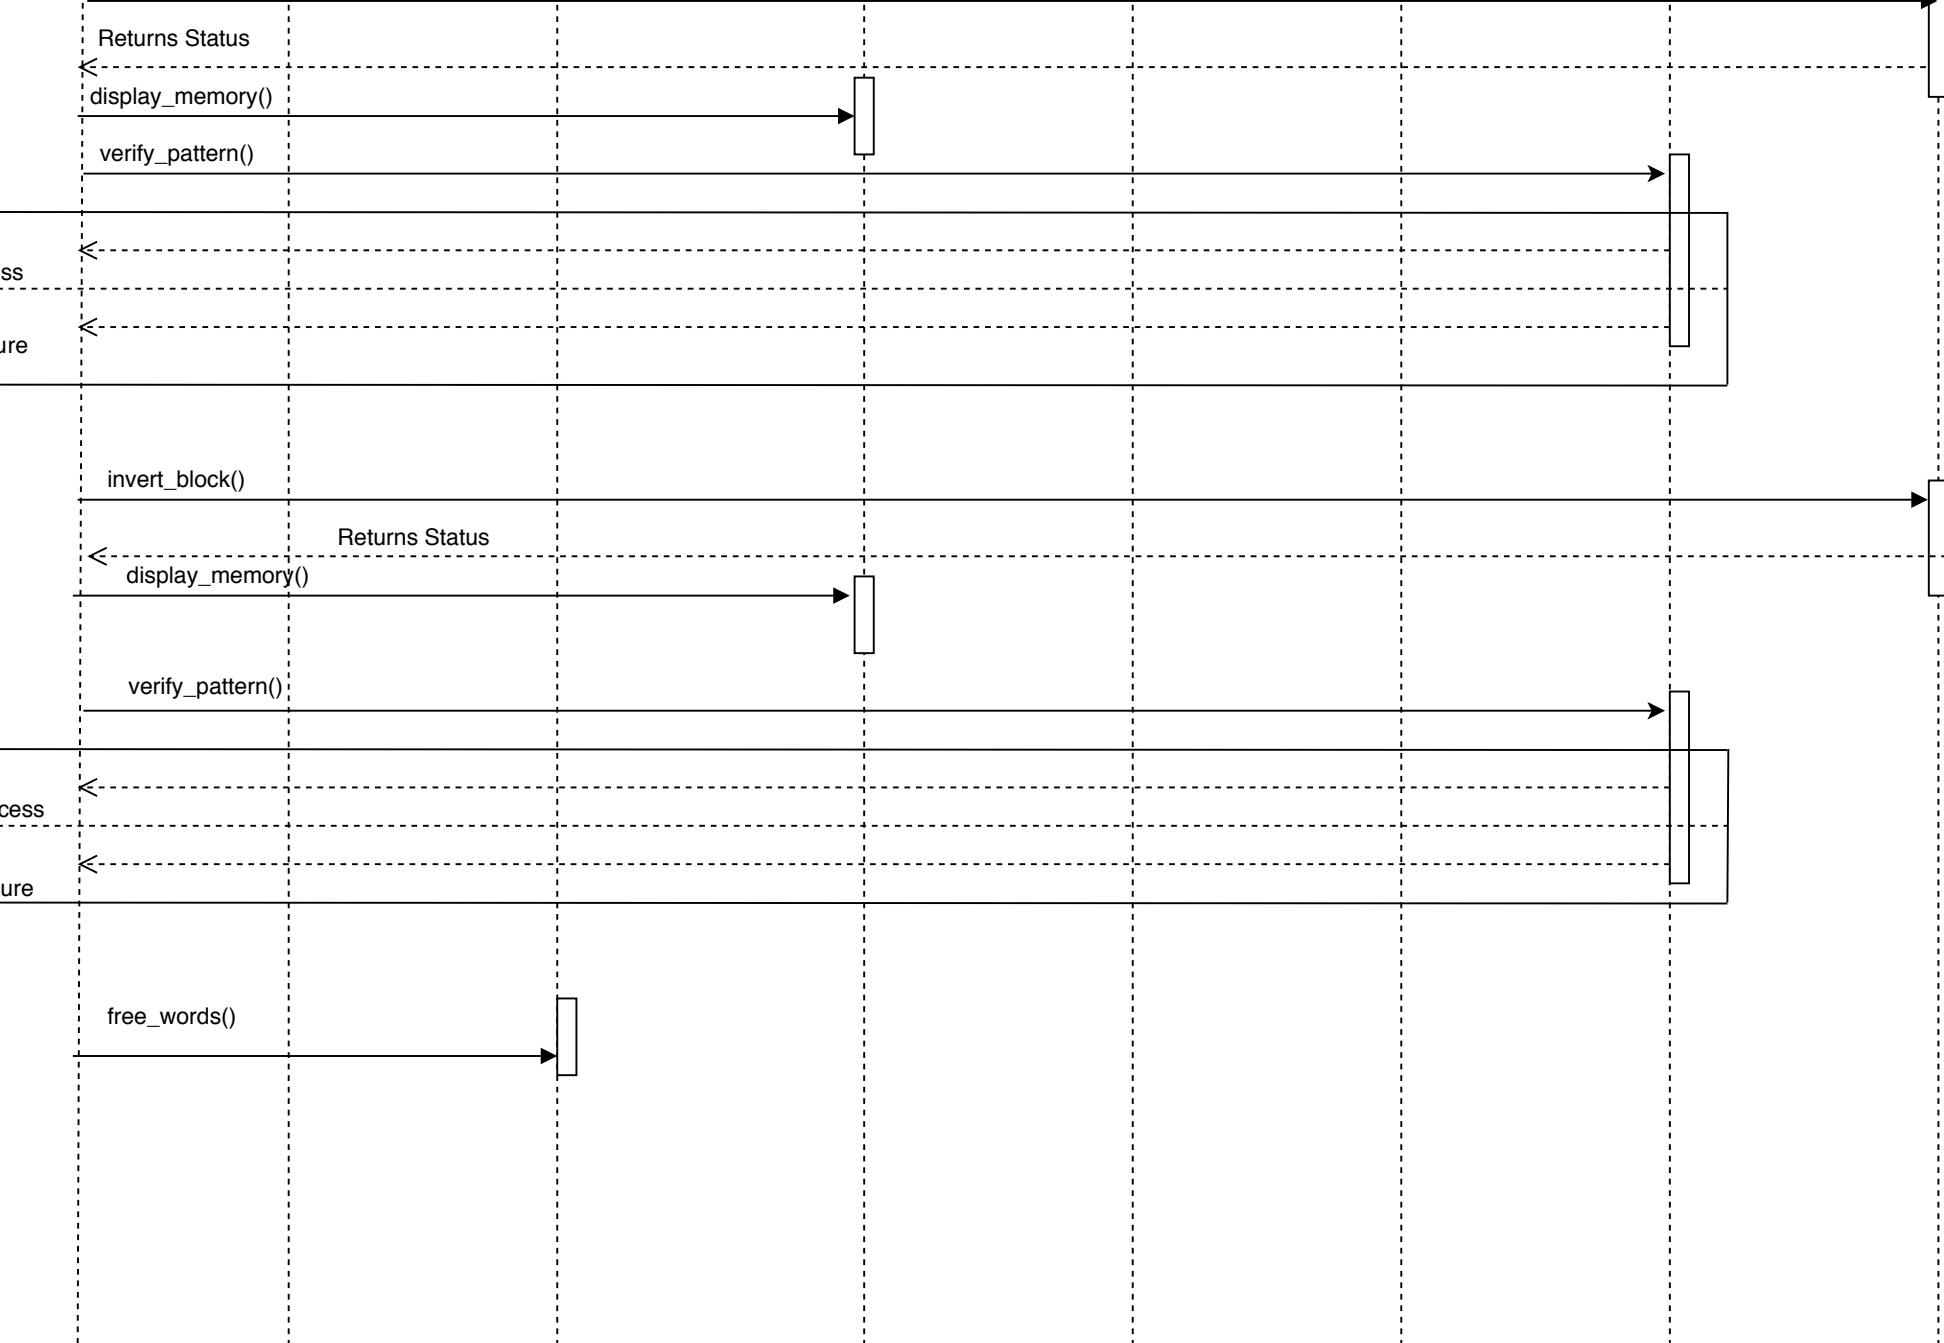 Returns Status
display_memory()
verify_pattern()
ss
ure
invert_block()
Returns Status
display_memory()
verify_pattern()
cess
ure
free_words()